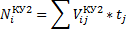 N_i^{КУ2} = ∑ V_{ij}^{КУ2} * t_j